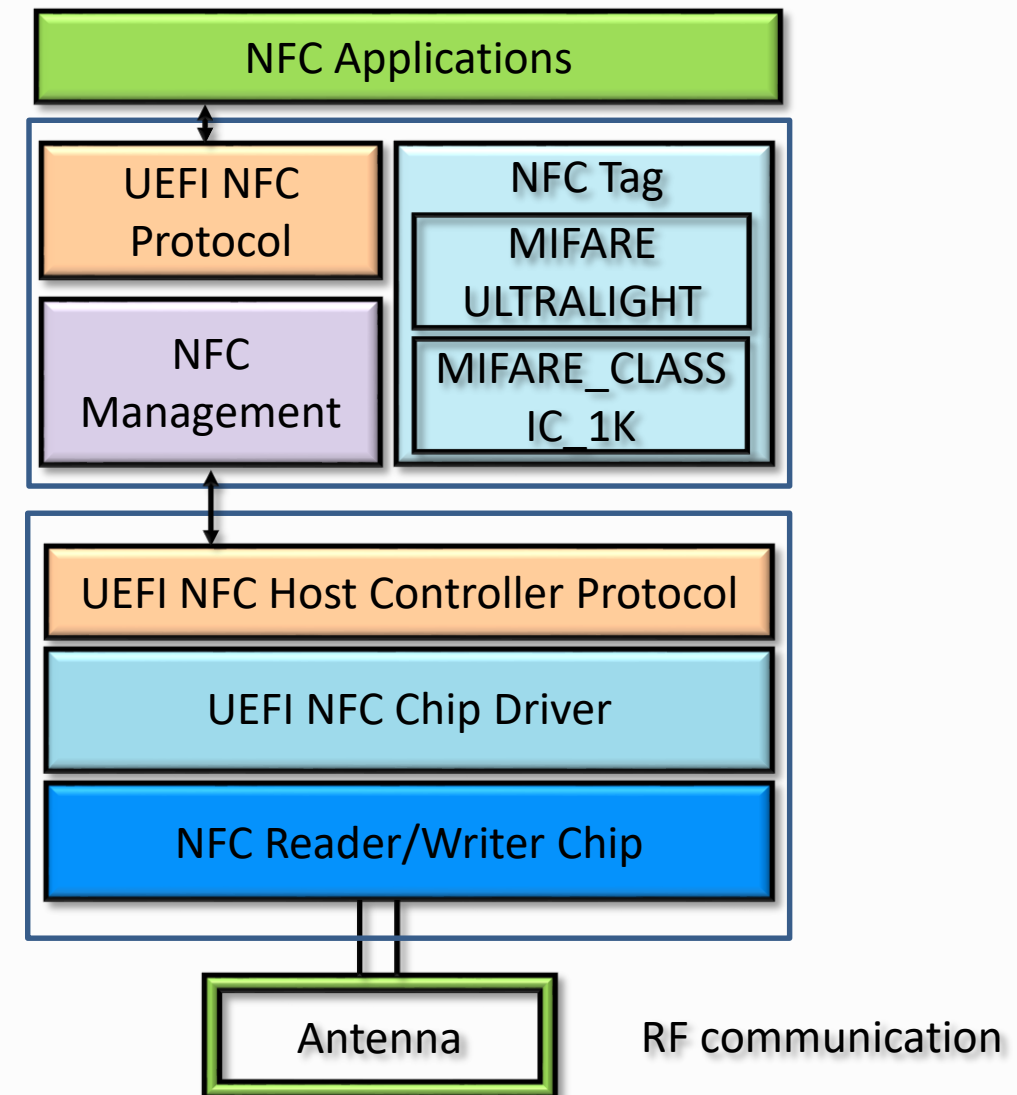 NFC Applications
UEFI NFC
Protocol
NFC
Management
NFC Tag
MIFARE
ULTRALIGHT
MIFARE_CLASS
IC_1K
UEFI NFC Host Controller Protocol
UEFI NFC Chip Driver
NFC Reader/Writer Chip
Antenna
RF communication